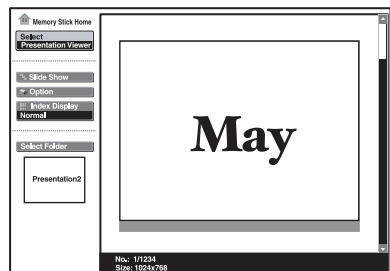 Memory Stick Home
Select
Presentation Viewer
Slide Show
Option
Index Display
Normal
Select Folder
Presentation2
May
No.: 1/1234
Size: 1024x768